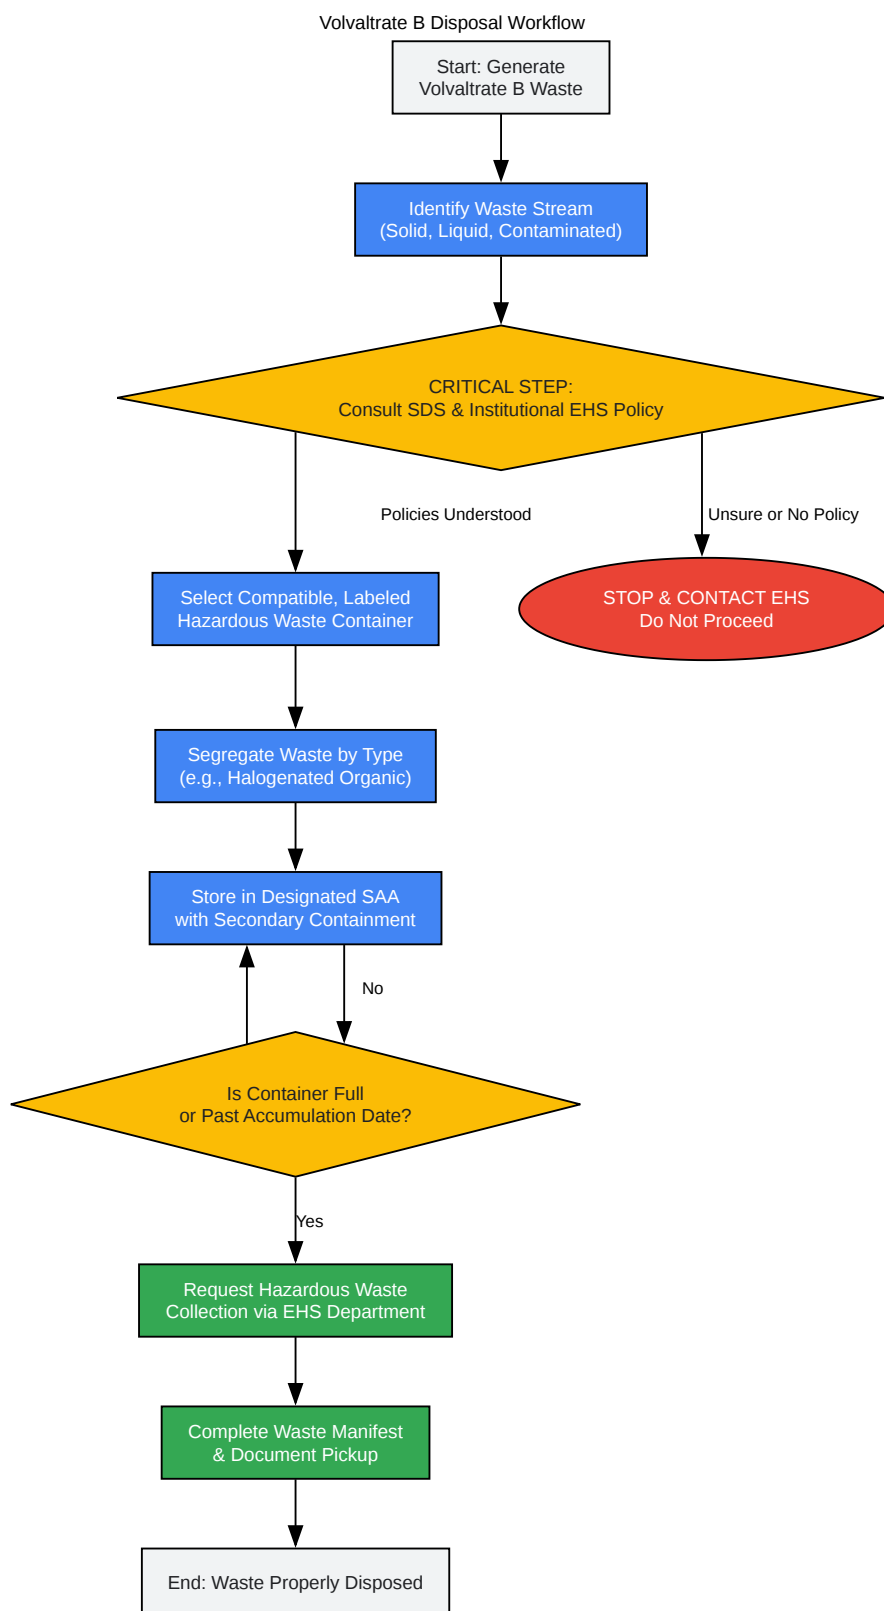 Volvaltrate B Disposal Workflow
Start: Generate
Volvaltrate B Waste
Identify Waste Stream
(Solid, Liquid, Contaminated)
CRITICAL STEP:
Consult SDS & Institutional EHS Policy
Policies Understood
Unsure or No Policy
Select Compatible, Labeled
Hazardous Waste Container
STOP & CONTACT EHS
Do Not Proceed
Segregate Waste by Type
(e.g., Halogenated Organic)
Store in Designated SAA
with Secondary Containment
No
Is Container Full
or Past Accumulation Date?
Yes
Request Hazardous Waste
Collection via EHS Department
Complete Waste Manifest
& Document Pickup
End: Waste Properly Disposed